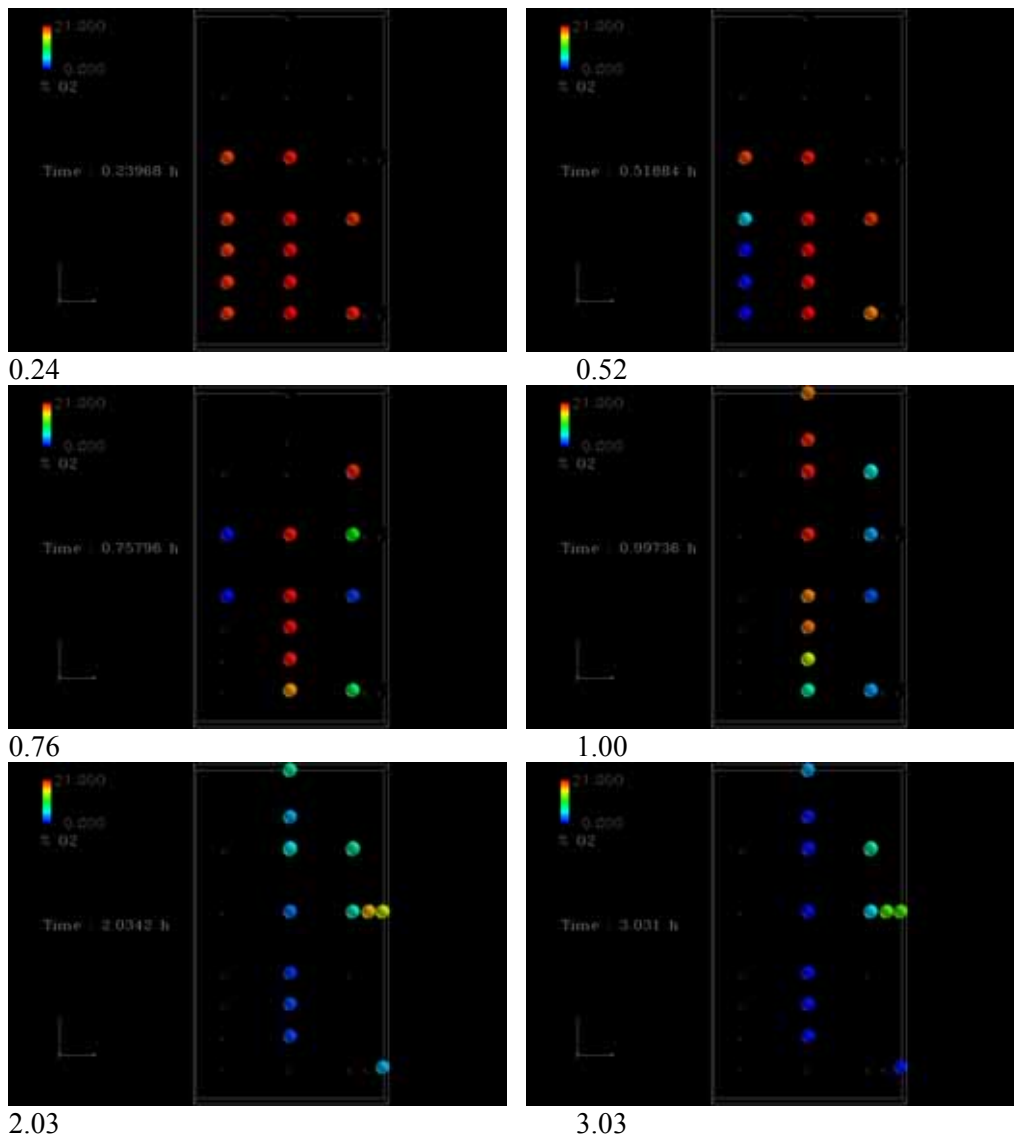 21.000
0.000
% O2
Time : 0.23968 h
0.24
21.000
0.000
% O2
Time : 0.51884 h
0.52
21.000
0.000
% O2
Time : 0.75796 h
0.76
21.000
0.000
% O2
Time : 0.99736 h
1.00
21.000
0.000
% O2
Time : 2.0342 h
2.03
21.000
0.000
% O2
Time : 3.031 h
3.03